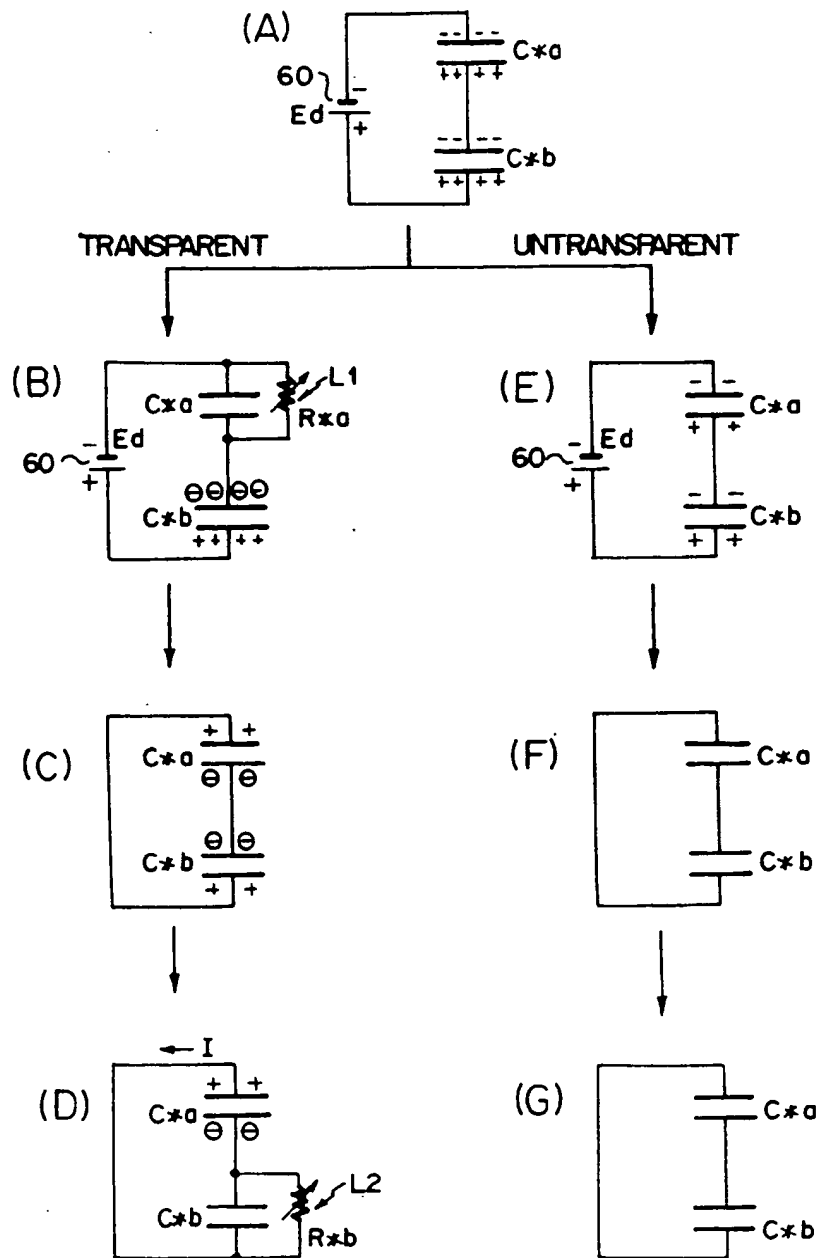 (A)
-- --
C*a
++ ++
60
-
Ed
+
-- --
C*b
++ ++
TRANSPARENT
UNTRANSPARENT
(B)
L1
C*a
R*a
-
Ed
60
+
⊖⊖ ⊖⊖
C*b
++ ++
(E)
- -
C*a
+ +
-
Ed
60
+
- -
C*b
+ +
(C)
+ +
C*a
⊖ ⊖
⊖ ⊖
C*b
+ +
(F)
C*a
C*b
(D)
← I
+ +
C*a
⊖ ⊖
L2
C*b
R*b
(G)
C*a
C*b